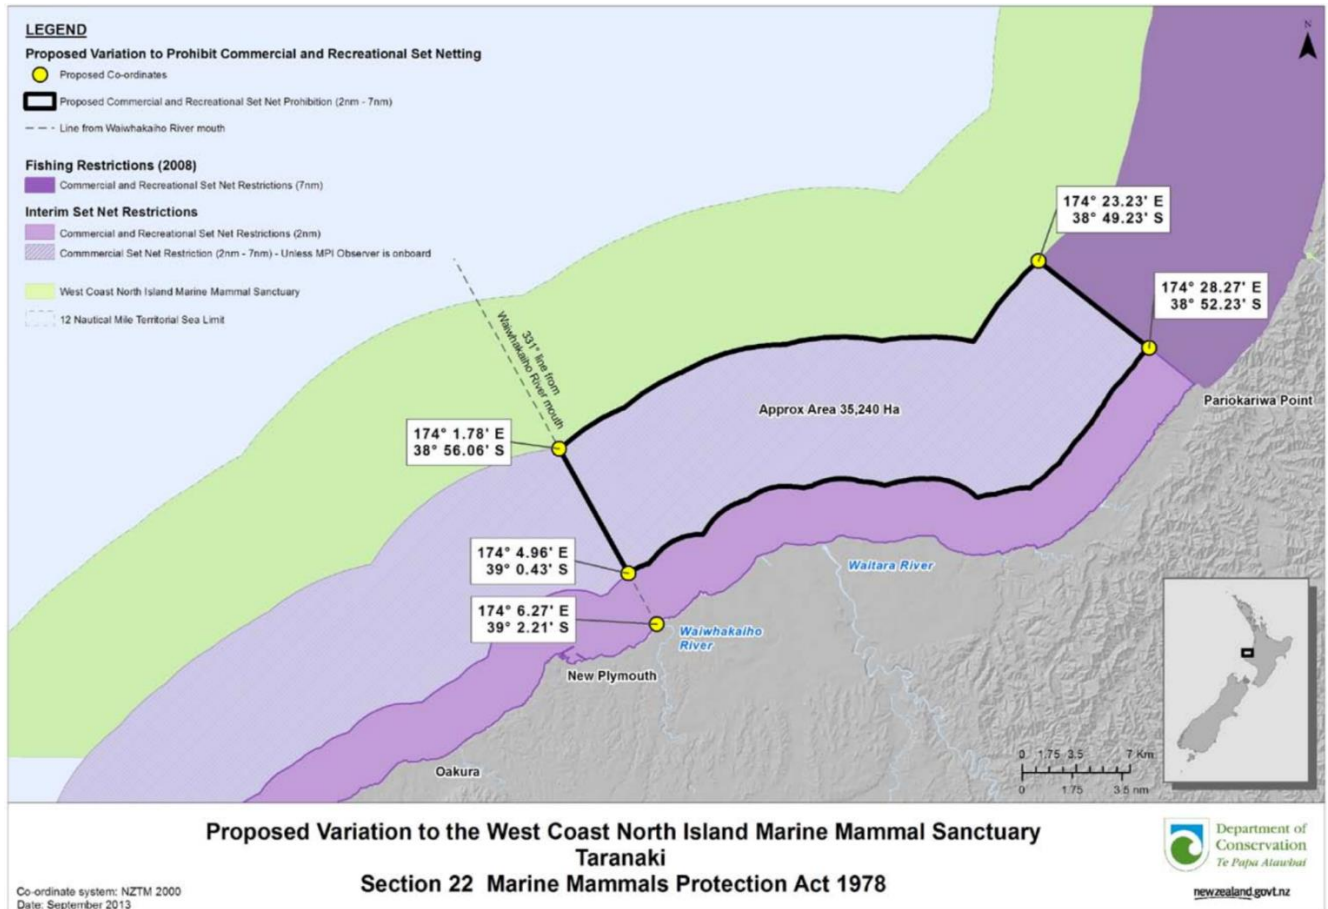 LEGEND
Proposed Variation to Prohibit Commercial and Recreational Set Netting
Proposed Co-ordinates
Proposed Commercial and Recreational Set Net Prohibition (2nm - 7nm)
Line from Waiwhakaiho River mouth
Fishing Restrictions (2008)
Commercial and Recreational Set Net Restrictions (7nm)
Interim Set Net Restrictions
Commercial and Recreational Set Net Restrictions (2nm)
Commmercial Set Net Restriction (2nm - 7nm) - Unless MPI Observer is onboard
West Coast North Island Marine Mammal Sanctuary
12 Nautical Mile Territorial Sea Limit
N
174° 23.23' E
38° 49.23' S
174° 28.27' E
38° 52.23' S
331° line from
Waiwhakaiho River mouth
Pariokariwa Point
Approx Area 35,240 Ha
174° 1.78' E
38° 56.06' S
174° 4.96' E
39° 0.43' S
Waitara River
174° 6.27' E
39° 2.21' S
Waiwhakaiho
River
New Plymouth
Oakura
0 1.75 3.5 7 Km
0 1.75 3.5 nm
Proposed Variation to the West Coast North Island Marine Mammal Sanctuary
Taranaki
Section 22 Marine Mammals Protection Act 1978
Co-ordinate system: NZTM 2000
Date: September 2013
Department of
Conservation
Te Papa Atawbai
newzealand.govt.nz